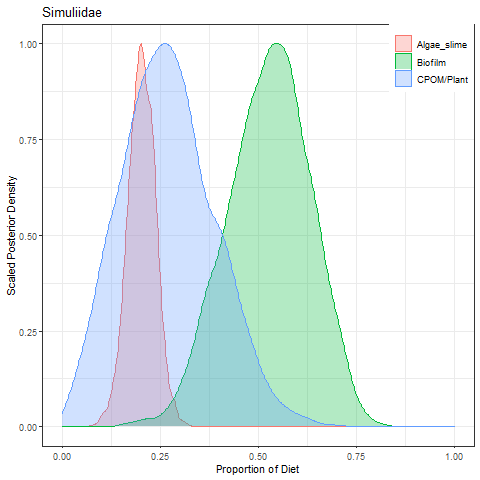 Simuliidae
Algae_slime
Biofilm
CPOM/Plant
Scaled Posterior Density
1.00
0.75
0.50
0.25
0.00
0.00 0.25 0.50 0.75 1.00
Proportion of Diet